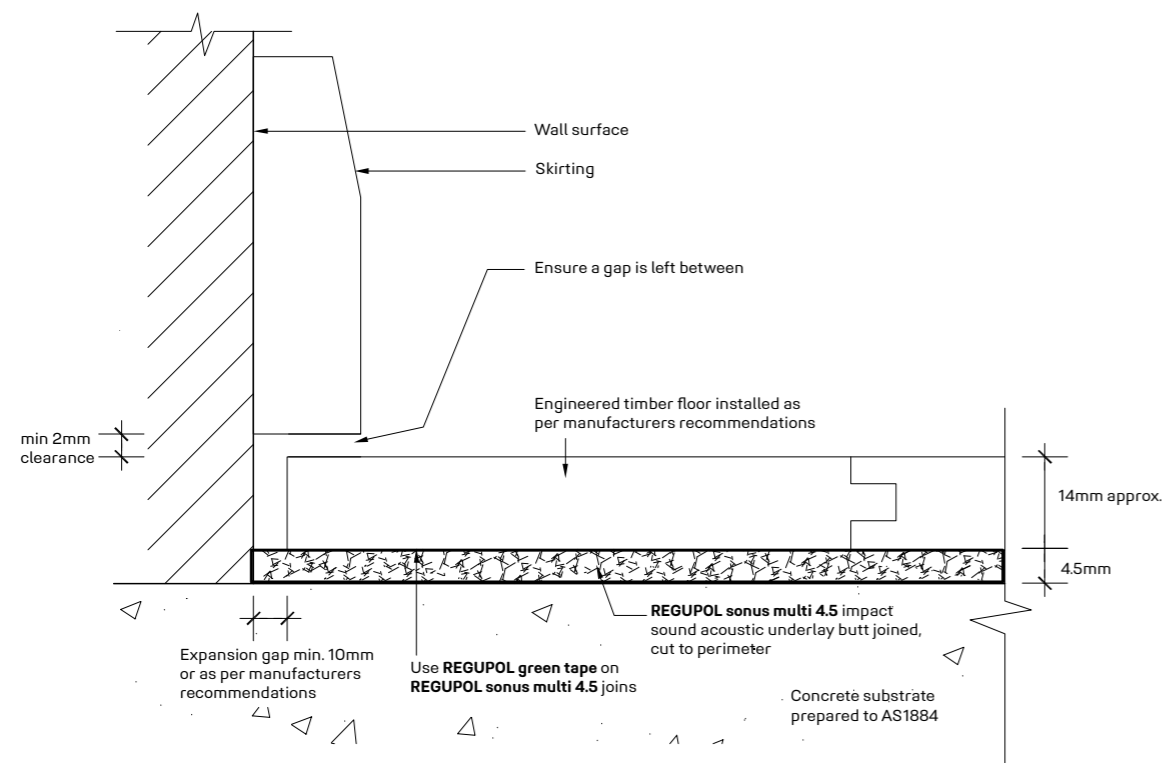 Wall surface
Skirting
Ensure a gap is left between
Engineered timber floor installed as
per manufacturers recommendations
min 2mm
clearance
14mm approx.
4.5mm
REGUPOL sonus multi 4.5 impact
sound acoustic underlay butt joined,
cut to perimeter
Expansion gap min. 10mm
or as per manufacturers
recommendations
Use REGUPOL green tape on
REGUPOL sonus multi 4.5 joins
Concrete substrate
prepared to AS1884